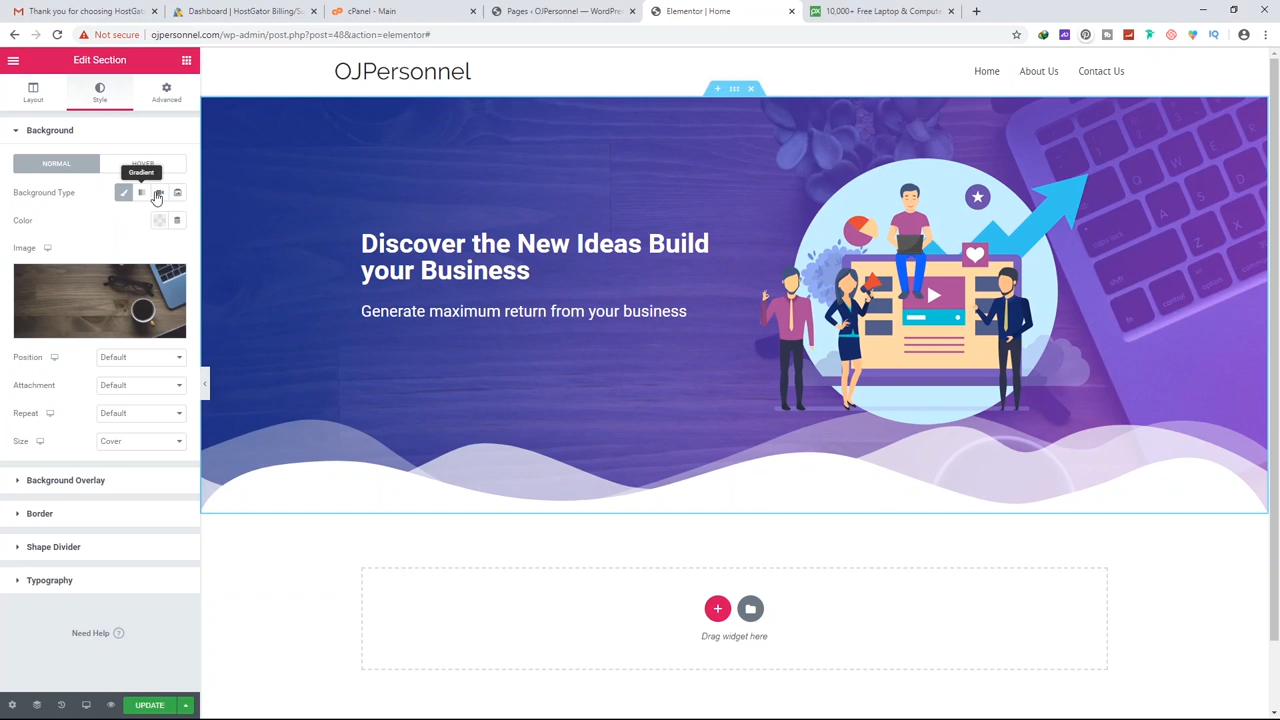 Thank you for choosing HostGat
Dashboard | HostGator Billing/Su
cPanel - Main
Pages ‹ OJPersonnel — WordPres
Elementor | Home
10,000+ Free Laptop & Compute
Not secure | ojpersonnel.com/wp-admin/post.php?post=48&action=elementor#
Edit Section
Layout
Style
Advanced
Background
NORMAL
HOVER
Gradient
Background Type
Color
Image
Position
Default
Attachment
Default
Repeat
Default
Size
Cover
Background Overlay
Border
Shape Divider
Typography
Need Help ?
UPDATE
OJPersonnel
Home
About Us
Contact Us
Discover the New Ideas Build
your Business
Generate maximum return from your business
Drag widget here